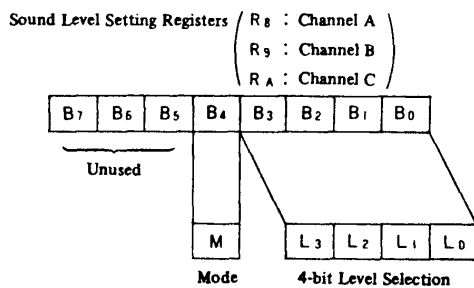 Sound Level Setting Registers
R8 : Channel A
R9 : Channel B
RA : Channel C
B7 B6 B5 B4 B3 B2 B1 B0
Unused
M L3 L2 L1 L0
Mode 4-bit Level Selection